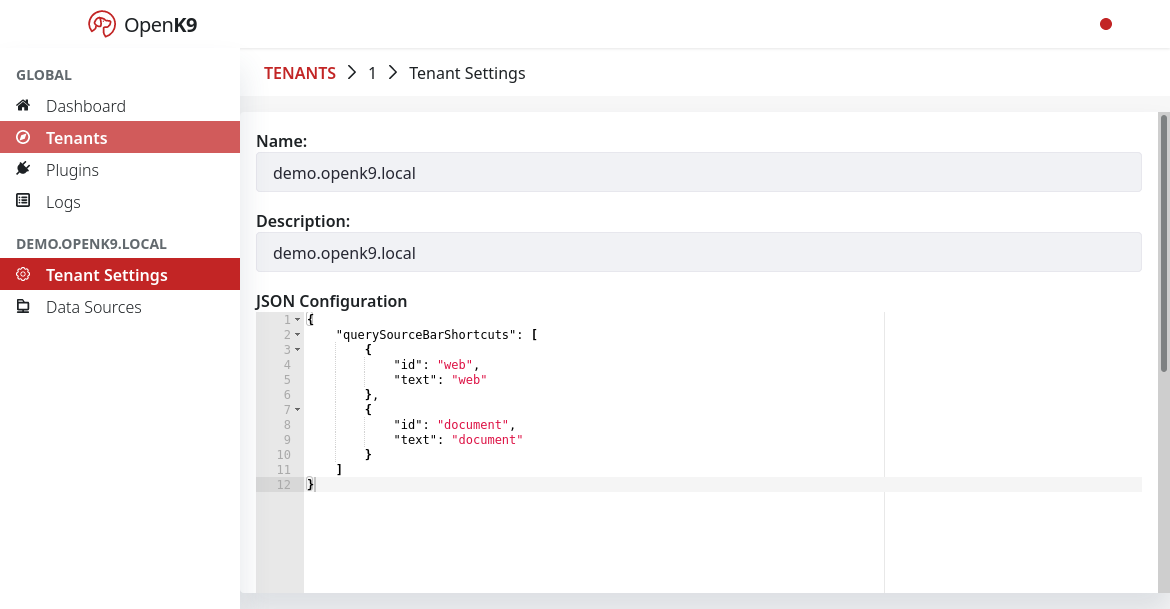 OpenK9
GLOBAL
Dashboard
Tenants
Plugins
Logs
DEMO.OPENK9.LOCAL
Tenant Settings
Data Sources
TENANTS > 1 > Tenant Settings
Name:
demo.openk9.local
Description:
demo.openk9.local
JSON Configuration
1 {
2     "querySourceBarShortcuts": [
3         {
4             "id": "web",
5             "text": "web"
6         },
7         {
8             "id": "document",
9             "text": "document"
10         }
11     ]
12 }